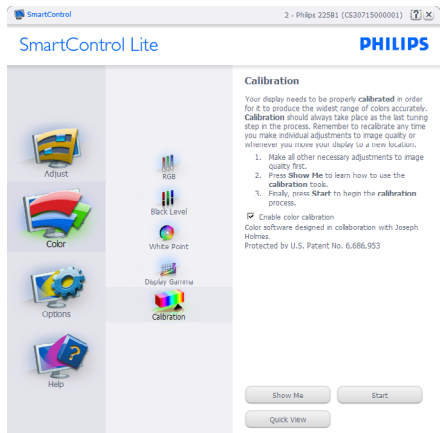 SmartControl
2 - Philips 225B1 (CS30715000001)
SmartControl Lite
PHILIPS
Adjust
Color
Options
Help
RGB
Black Level
White Point
Display Gamma
Calibration
Calibration
Your display needs to be properly calibrated in order
for it to produce the widest range of colors accurately.
Calibration should always take place as the last tuning
step in the process. Remember to recalibrate any time
you make individual adjustments to image quality or
whenever you move your display to a new location.
1. Make all other necessary adjustments to image
quality first.
2. Press Show Me to learn how to use the
calibration tools.
3. Finally, press Start to begin the calibration
process.
Enable color calibration
Color software designed in collaboration with Joseph
Holmes.
Protected by U.S. Patent No. 6,686,953
Show Me
Start
Quick View